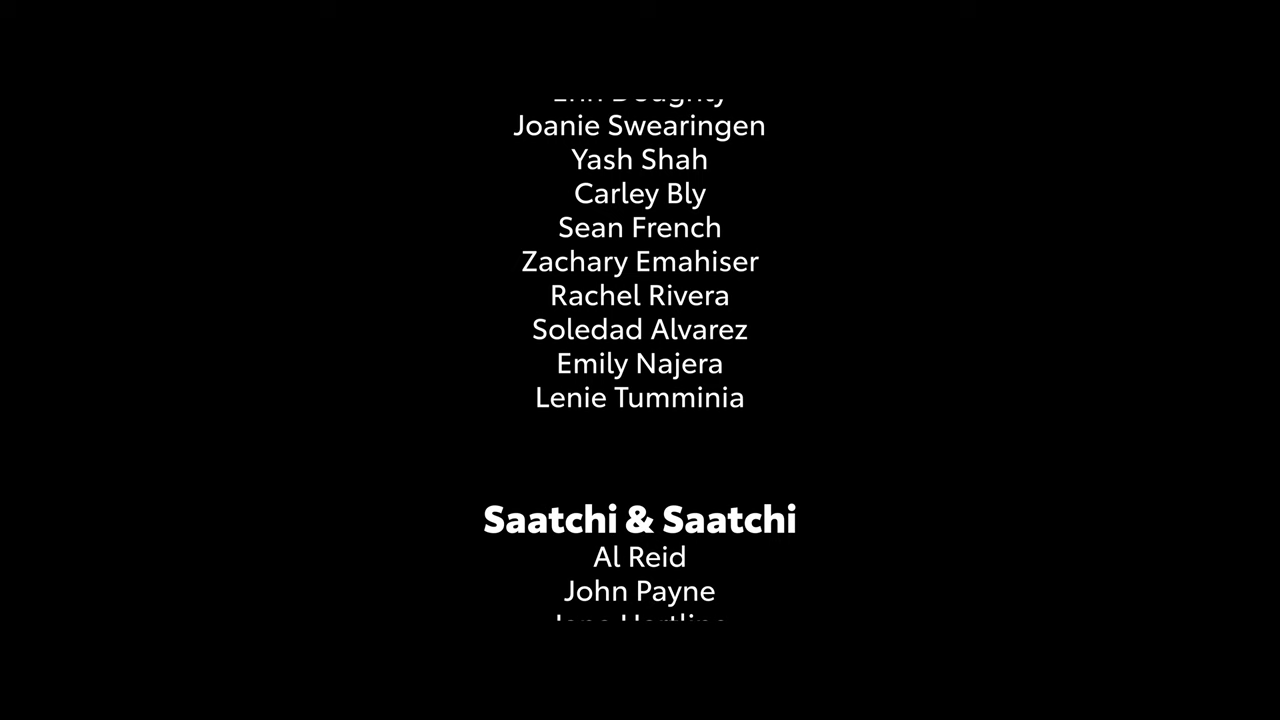 Joanie Swearingen
Yash Shah
Carley Bly
Sean French
Zachary Emahiser
Rachel Rivera
Soledad Alvarez
Emily Najera
Lenie Tumminia
Saatchi & Saatchi
Al Reid
John Payne